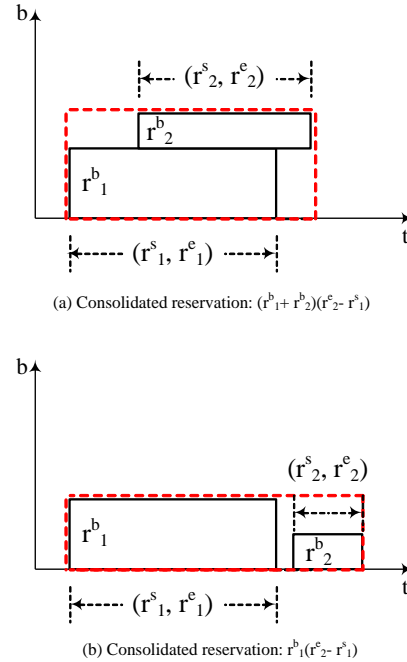 b
(r^s_2, r^e_2)
r^b_2
r^b_1
t
(r^s_1, r^e_1)
(a) Consolidated reservation: (r^b_1+ r^b_2)(r^e_2- r^s_1)
b
(r^s_2, r^e_2)
r^b_1
r^b_2
t
(r^s_1, r^e_1)
(b) Consolidated reservation: r^b_1(r^e_2- r^s_1)